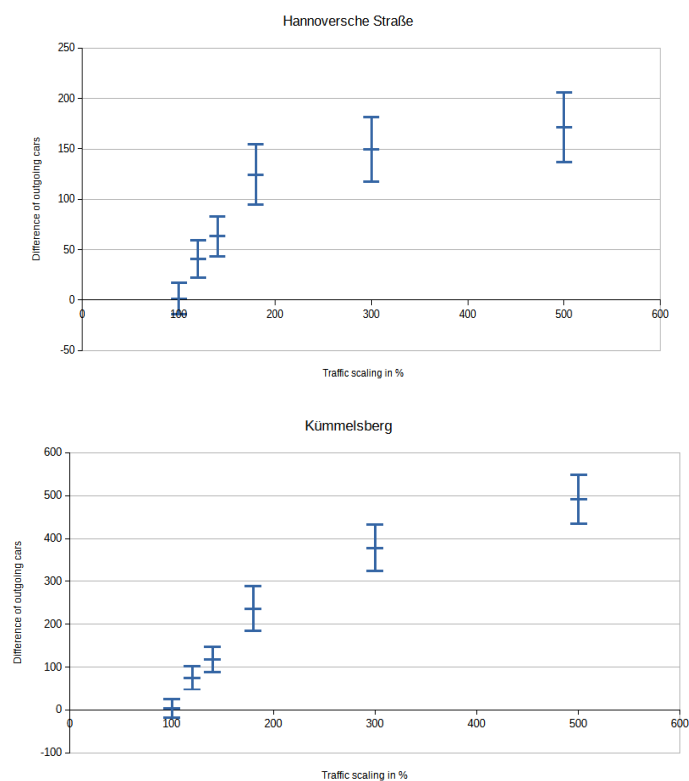 Hannoversche Straße
250
200
150
100
50
0
-50
0 100 200 300 400 500 600
Difference of outgoing cars
Traffic scaling in %
Kümmelsberg
600
500
400
300
200
100
0
-100
0 100 200 300 400 500 600
Difference of outgoing cars
Traffic scaling in %